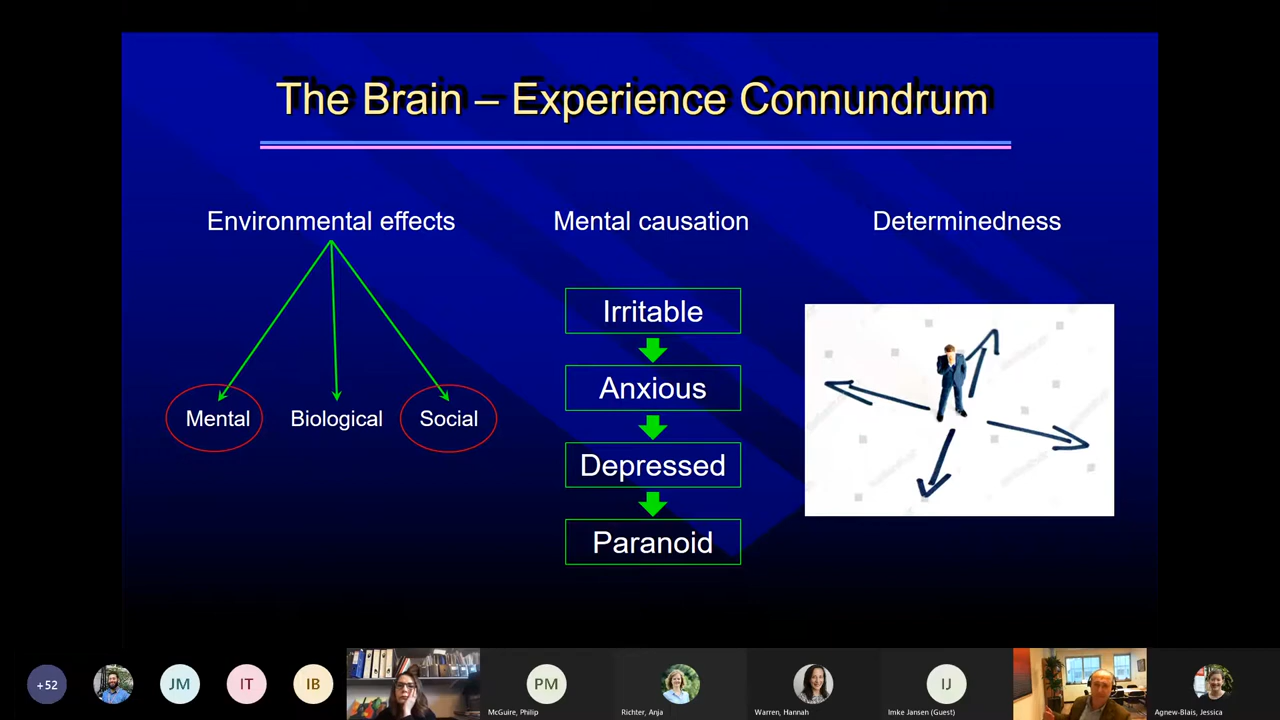 The Brain – Experience Connundrum
Environmental effects
Mental causation
Determinedness
Mental
Biological
Social
Irritable
Anxious
Depressed
Paranoid
+52
JM
IT
IB
PM
McGuire, Philip
Richter, Anja
Warren, Hannah
IJ
Imke Jansen (Guest)
Agnew-Blais, Jessica